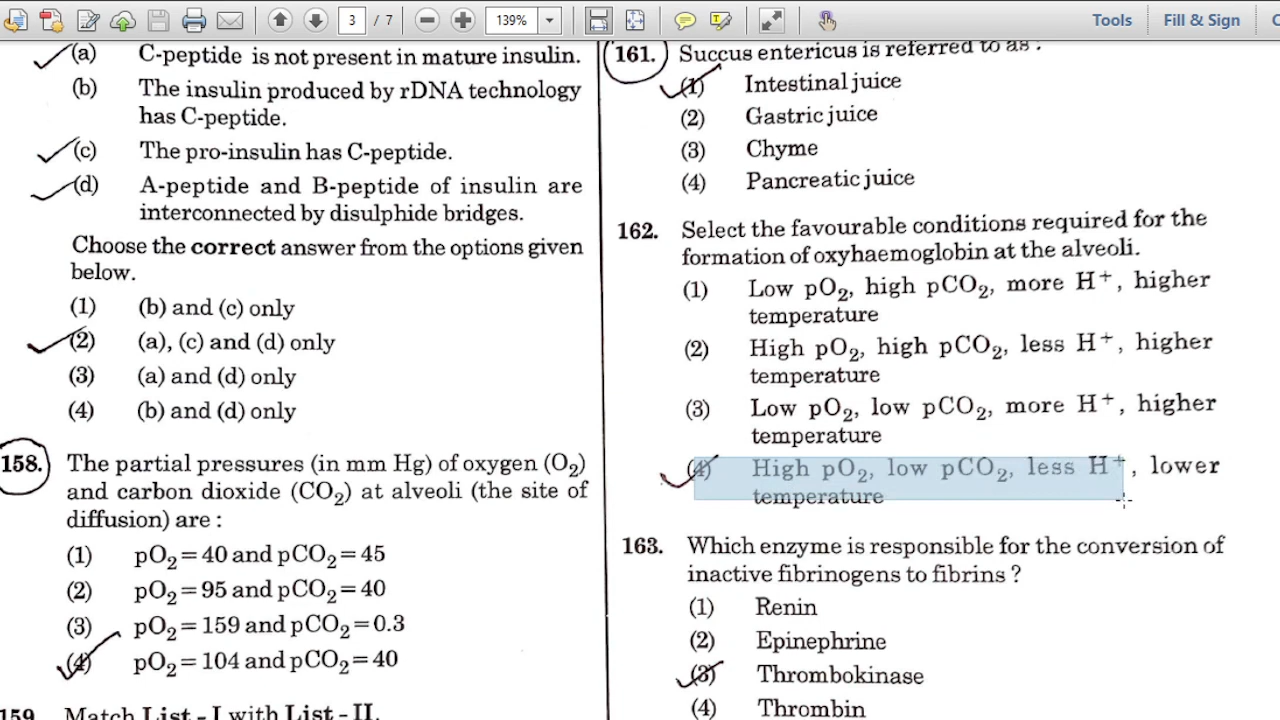 3 / 7
139%
Tools
Fill & Sign
(a) C-peptide is not present in mature insulin.
(b) The insulin produced by rDNA technology
has C-peptide.
(c) The pro-insulin has C-peptide.
(d) A-peptide and B-peptide of insulin are
interconnected by disulphide bridges.
Choose the correct answer from the options given
below.
(1) (b) and (c) only
(2) (a), (c) and (d) only
(3) (a) and (d) only
(4) (b) and (d) only
158. The partial pressures (in mm Hg) of oxygen (O₂)
and carbon dioxide (CO₂) at alveoli (the site of
diffusion) are :
(1) pO₂ = 40 and pCO₂ = 45
(2) pO₂ = 95 and pCO₂ = 40
(3) pO₂ = 159 and pCO₂ = 0.3
(4) pO₂ = 104 and pCO₂ = 40
159. Match List - I with List - II.
161. Succus entericus is referred to as :
(1) Intestinal juice
(2) Gastric juice
(3) Chyme
(4) Pancreatic juice
162. Select the favourable conditions required for the
formation of oxyhaemoglobin at the alveoli.
(1) Low pO₂, high pCO₂, more H⁺, higher
temperature
(2) High pO₂, high pCO₂, less H⁺, higher
temperature
(3) Low pO₂, low pCO₂, more H⁺, higher
temperature
(4) High pO₂, low pCO₂, less H⁺, lower
temperature
163. Which enzyme is responsible for the conversion of
inactive fibrinogens to fibrins ?
(1) Renin
(2) Epinephrine
(3) Thrombokinase
(4) Thrombin